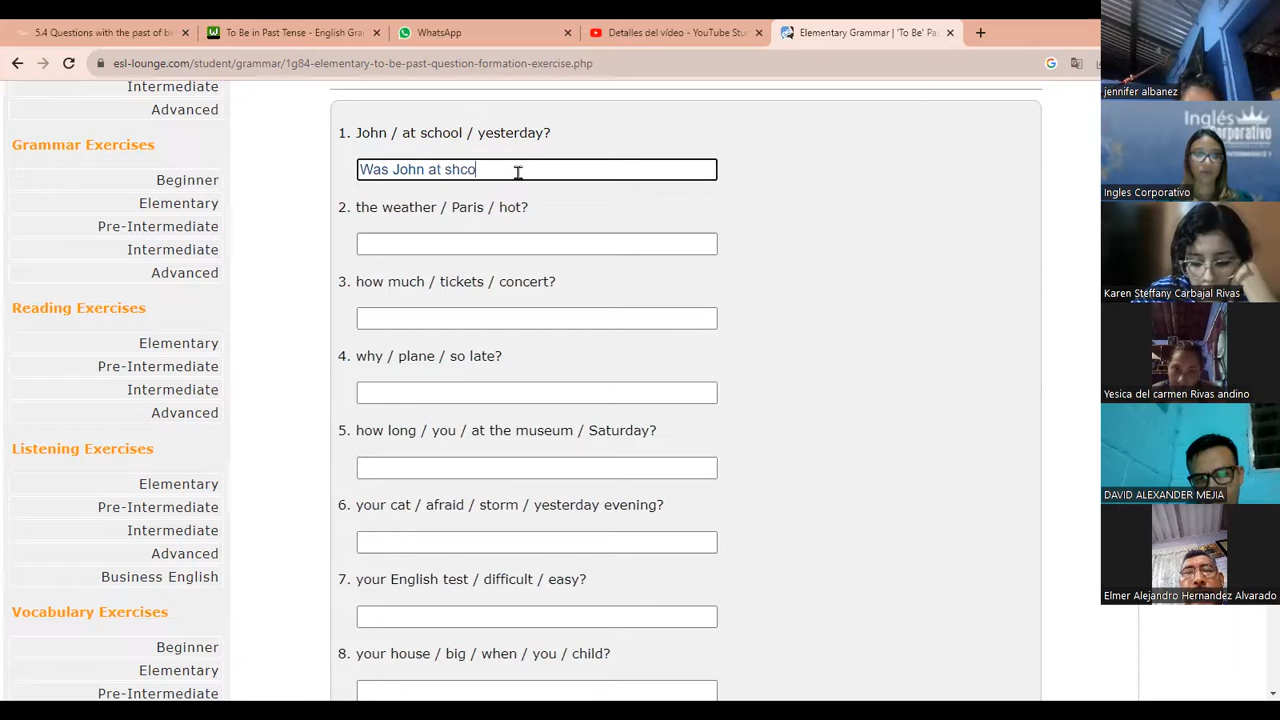 5.4 Questions with the past of b
To Be in Past Tense - English Gra
WhatsApp
Detalles del vídeo - YouTube Stu
Elementary Grammar | 'To Be' Pa
esl-lounge.com/student/grammar/1g84-elementary-to-be-past-question-formation-exercise.php
Intermediate
Advanced
Grammar Exercises
Beginner
Elementary
Pre-Intermediate
Intermediate
Advanced
Reading Exercises
Elementary
Pre-Intermediate
Intermediate
Advanced
Listening Exercises
Elementary
Pre-Intermediate
Intermediate
Advanced
Business English
Vocabulary Exercises
Beginner
Elementary
Pre-Intermediate
1. John / at school / yesterday?
Was John at shco
2. the weather / Paris / hot?
3. how much / tickets / concert?
4. why / plane / so late?
5. how long / you / at the museum / Saturday?
6. your cat / afraid / storm / yesterday evening?
7. your English test / difficult / easy?
8. your house / big / when / you / child?
jennifer albanez
Inglés
Corporativo
Ingles Corporativo
Karen Steffany Carbajal Rivas
Yesica del carmen Rivas andino
DAVID ALEXANDER MEJIA
Elmer Alejandro Hernandez Alvarado